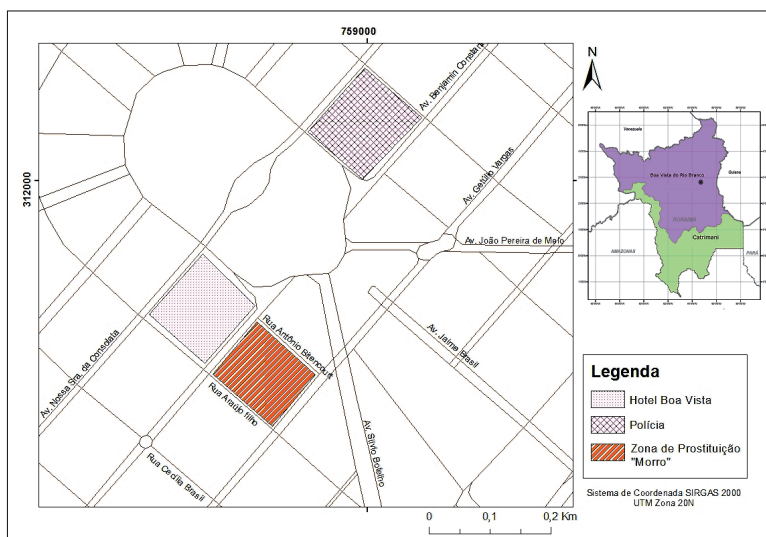 759000
312000
N
Av. Benjamin Constant
Av. Getúlio Vargas
Av. João Pereira de Melo
Av. Jaime Brasil
Rua Antônio Bitencourt
Rua Araújo filho
Av. Nossa Sra. da Consolata
Rua Cecília Brasil
Av. Silvio Botelho
Venezuela
Guiana
Boa Vista do Rio Branco
RORAIMA
Catrimani
AMAZONAS
PARÁ
Legenda
Hotel Boa Vista
Polícia
Zona de Prostituição
"Morro"
Sistema de Coordenada SIRGAS 2000
UTM Zona 20N
0 0,1 0,2 Km